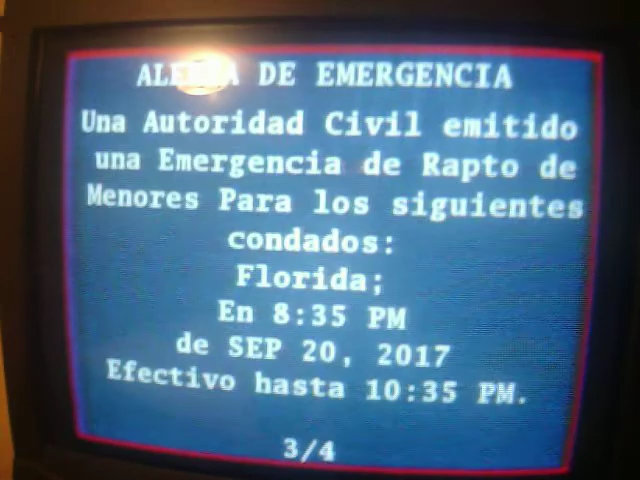 ALERTA DE EMERGENCIA
Una Autoridad Civil emitido
una Emergencia de Rapto de
Menores Para los siguientes
condados:
Florida;
En 8:35 PM
de SEP 20, 2017
Efectivo hasta 10:35 PM.
3/4